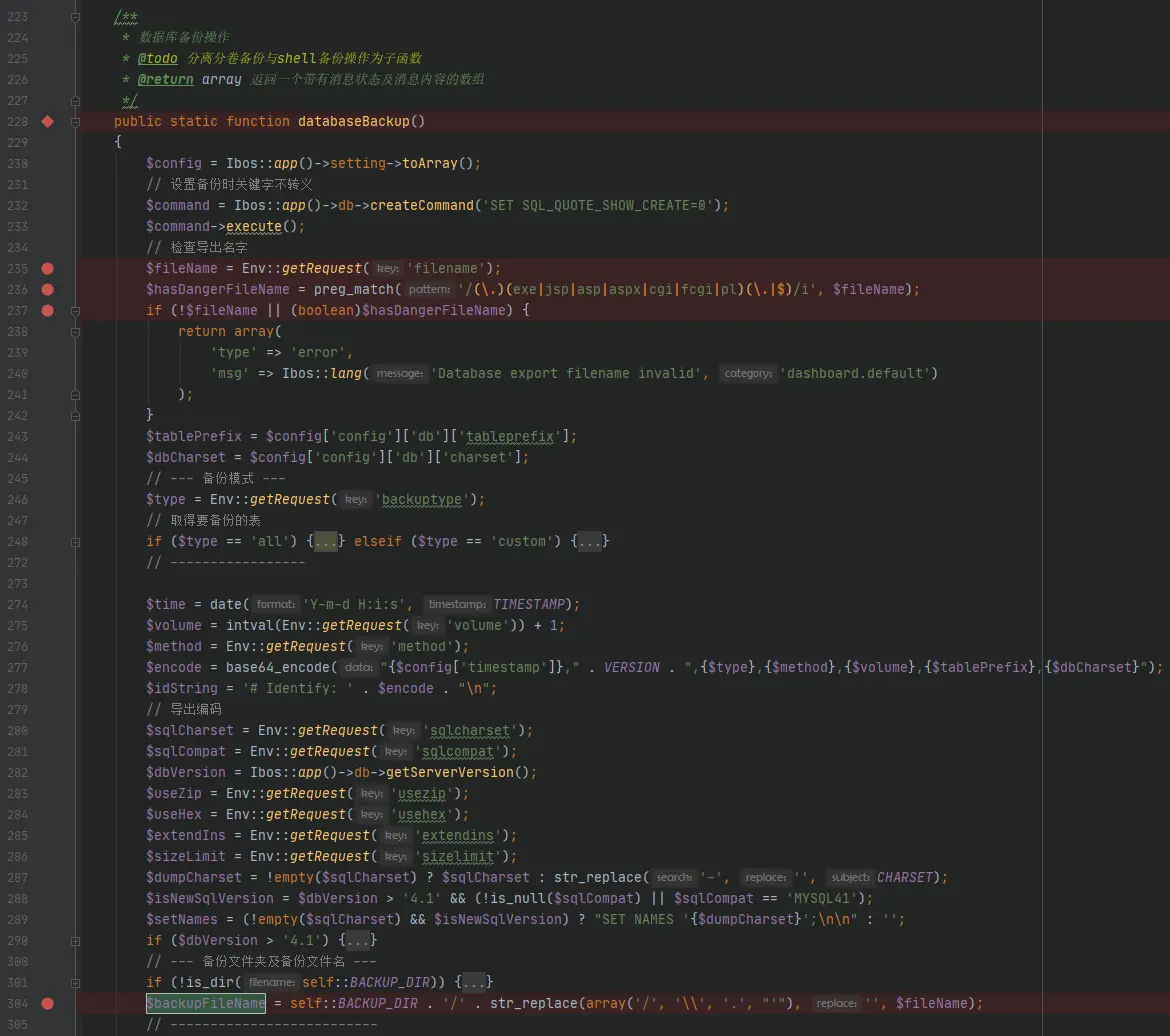 223 /**
224 * 数据库备份操作
225 * @todo 分离分卷备份与shell备份操作为子函数
226 * @return array 返回一个带有消息状态及消息内容的数组
227 */
228 public static function databaseBackup()
229 {
230 $config = Ibos::app()->setting->toArray();
231 // 设置备份时关键字不转义
232 $command = Ibos::app()->db->createCommand('SET SQL_QUOTE_SHOW_CREATE=0');
233 $command->execute();
234 // 检查导出名字
235 $fileName = Env::getRequest( key: 'filename');
236 $hasDangerFileName = preg_match( pattern: '/(\.)(exe|jsp|asp|aspx|cgi|fcgi|pl)(\.|$)/i', $fileName);
237 if (!$fileName || (boolean)$hasDangerFileName) {
238 return array(
239 'type' => 'error',
240 'msg' => Ibos::lang( message: 'Database export filename invalid', category: 'dashboard.default')
241 );
242 }
243 $tablePrefix = $config['config']['db']['tableprefix'];
244 $dbCharset = $config['config']['db']['charset'];
245 // --- 备份模式 ---
246 $type = Env::getRequest( key: 'backuptype');
247 // 取得要备份的表
248 if ($type == 'all') {...} elseif ($type == 'custom') {...}
272 // -----------------
273
274 $time = date( format: 'Y-m-d H:i:s', timestamp: TIMESTAMP);
275 $volume = intval(Env::getRequest( key: 'volume')) + 1;
276 $method = Env::getRequest( key: 'method');
277 $encode = base64_encode( data: "{$config['timestamp']}," . VERSION . ",{$type},{$method},{$volume},{$tablePrefix},{$dbCharset}");
278 $idString = '# Identify: ' . $encode . "\n";
279 // 导出编码
280 $sqlCharset = Env::getRequest( key: 'sqlcharset');
281 $sqlCompat = Env::getRequest( key: 'sqlcompat');
282 $dbVersion = Ibos::app()->db->getServerVersion();
283 $useZip = Env::getRequest( key: 'usezip');
284 $useHex = Env::getRequest( key: 'usehex');
285 $extendIns = Env::getRequest( key: 'extendins');
286 $sizeLimit = Env::getRequest( key: 'sizelimit');
287 $dumpCharset = !empty($sqlCharset) ? $sqlCharset : str_replace( search: '-', replace: '', subject: CHARSET);
288 $isNewSqlVersion = $dbVersion > '4.1' && (!is_null($sqlCompat) || $sqlCompat == 'MYSQL41');
289 $setNames = (!empty($sqlCharset) && $isNewSqlVersion) ? "SET NAMES '{$dumpCharset}';\n\n" : '';
290 if ($dbVersion > '4.1') {...}
300 // --- 备份文件夹及备份文件名 ---
301 if (!is_dir( filename: self::BACKUP_DIR)) {...}
304 $backupFileName = self::BACKUP_DIR . '/' . str_replace(array('/', '\\', '.', "'"), replace: '', $fileName);
305 // --------------------------